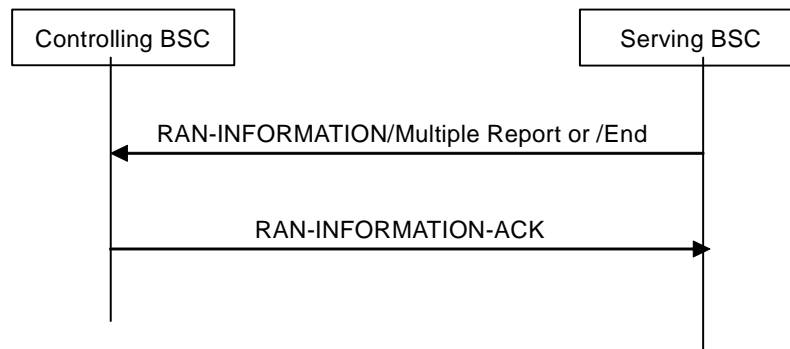 Controlling BSC
Serving BSC
RAN-INFORMATION/Multiple Report or /End
RAN-INFORMATION-ACK